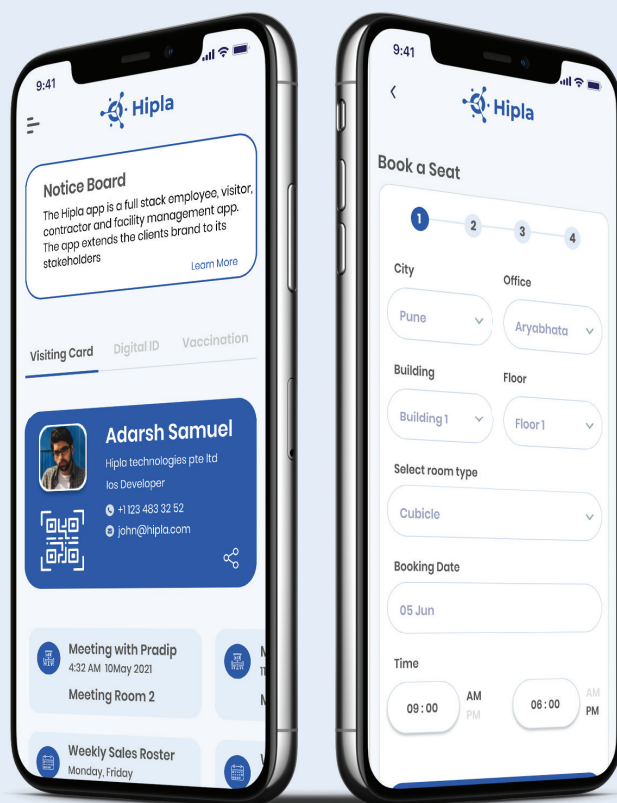 9:41
Hipla
Notice Board
The Hipla app is a full stack employee, visitor,
contractor and facility management app.
The app extends the clients brand to its
stakeholders
Learn More
Visiting Card Digital ID Vaccination
Adarsh Samuel
Hipla technologies pte ltd
Ios Developer
+1 123 483 32 52
john@hipla.com
Meeting with Pradip
4:32 AM 10May 2021
Meeting Room 2
Weekly Sales Roster
Monday, Friday
9:41
Hipla
Book a Seat
1 2 3 4
City Office
Pune Aryabhata
Building Floor
Building 1 Floor 1
Select room type
Cubicle
Booking Date
05 Jun
Time
09:00 AM PM 06:00 AM PM